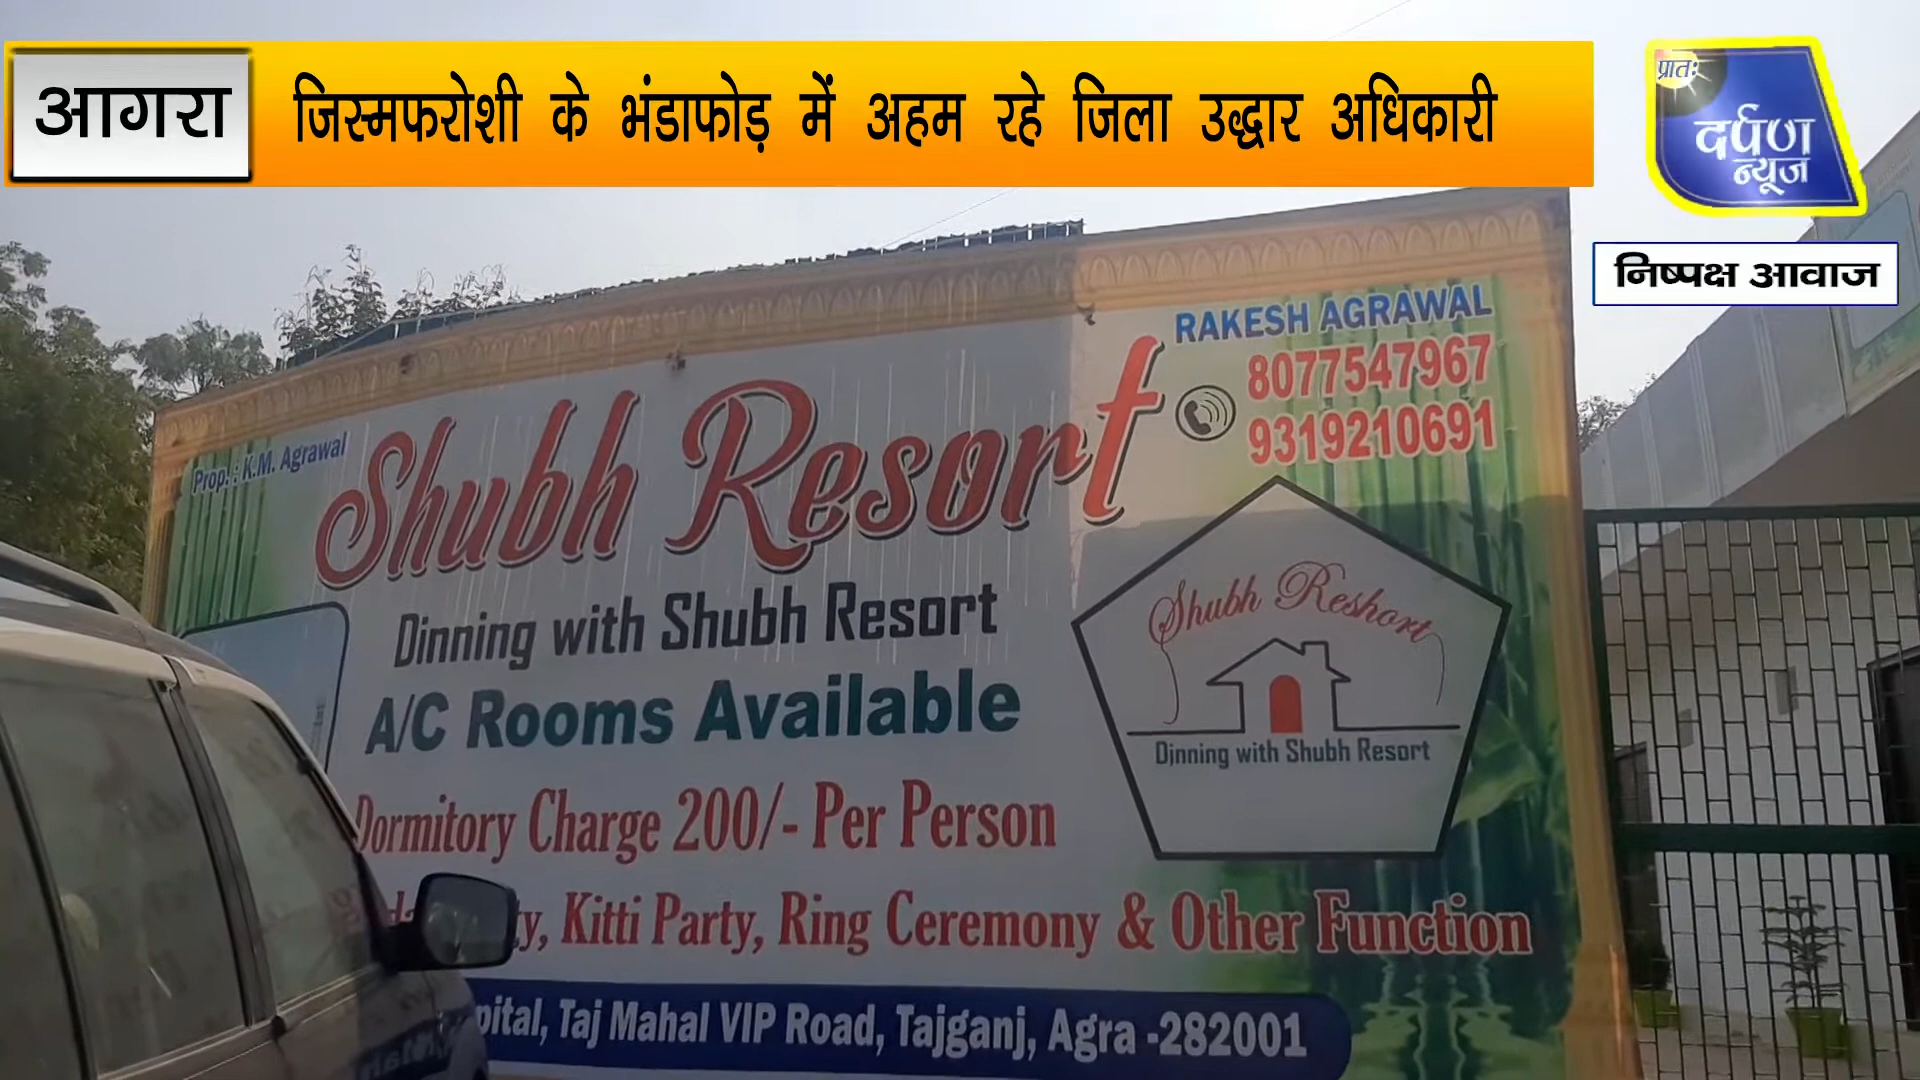 आगरा
जिस्मफरोशी के भंडाफोड़ में अहम रहे जिला उद्धार अधिकारी
प्रातः
दर्पण
न्यूज
निष्पक्ष आवाज
RAKESH AGRAWAL
8077547967
9319210691
Prop. : K.M. Agrawal
Shubh Resort
Dinning with Shubh Resort
A/C Rooms Available
Dormitory Charge 200/- Per Person
Kitti Party, Ring Ceremony & Other Function
Taj Mahal VIP Road, Tajganj, Agra -282001
Shubh Reshort
Dinning with Shubh Resort